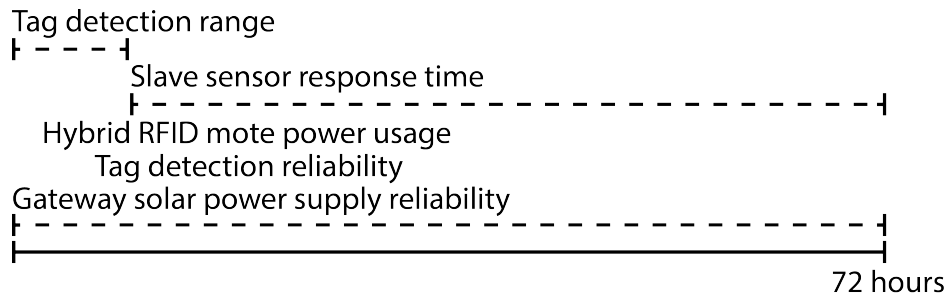 Tag detection range
Slave sensor response time
Hybrid RFID mote power usage
Tag detection reliability
Gateway solar power supply reliability
72 hours